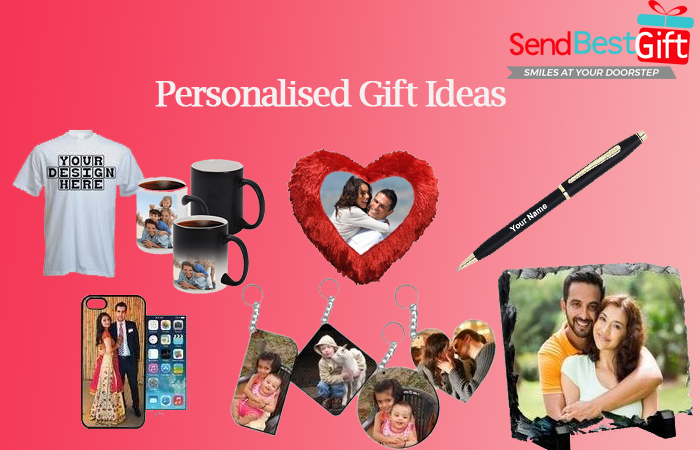 SendBestGift
SMILES AT YOUR DOORSTEP
Personalised Gift Ideas
YOUR
DESIGN
HERE
Your Name